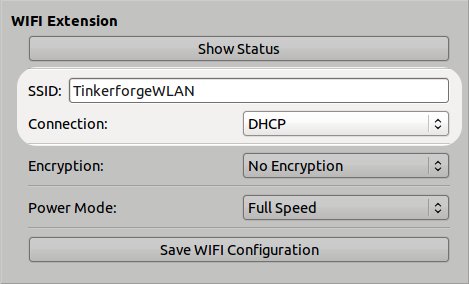 WIFI Extension
Show Status
SSID: TinkerforgeWLAN
Connection: DHCP
Encryption: No Encryption
Power Mode: Full Speed
Save WIFI Configuration